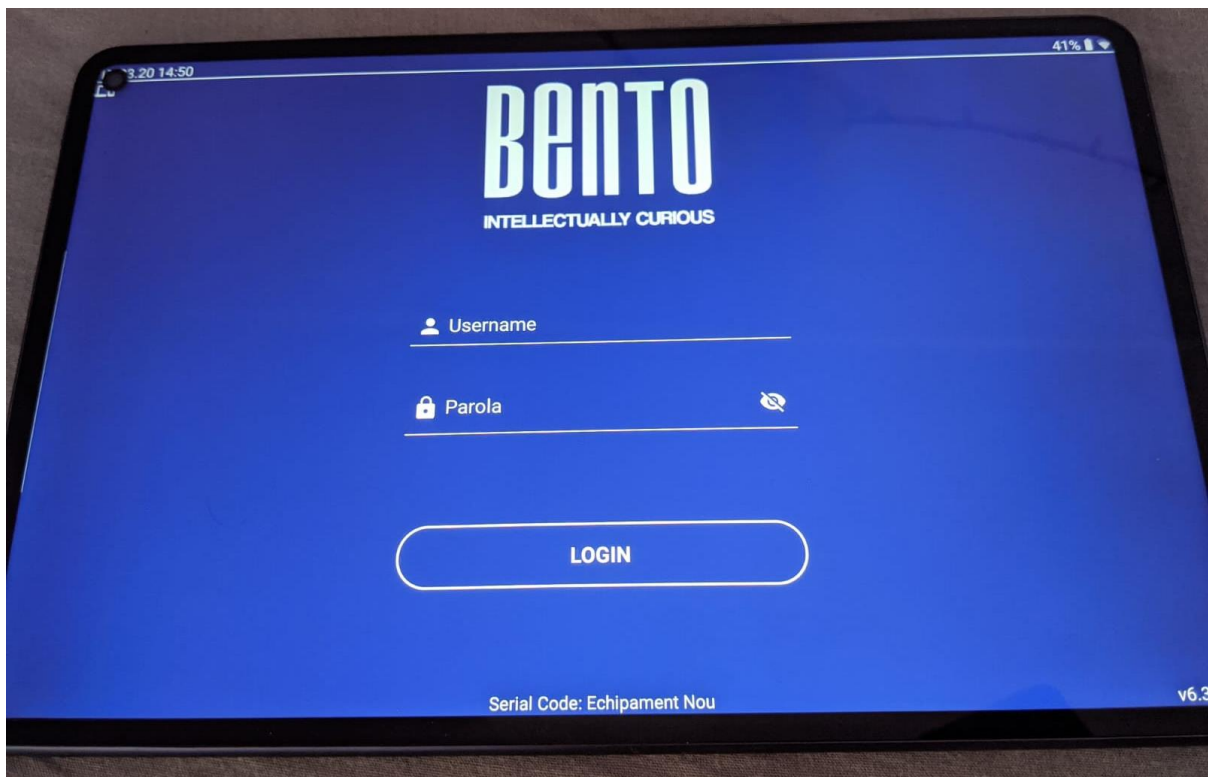 3.20 14:50
41%
BenTO
INTELLECTUALLY CURIOUS
Username
Parola
LOGIN
Serial Code: Echipament Nou
v6.3